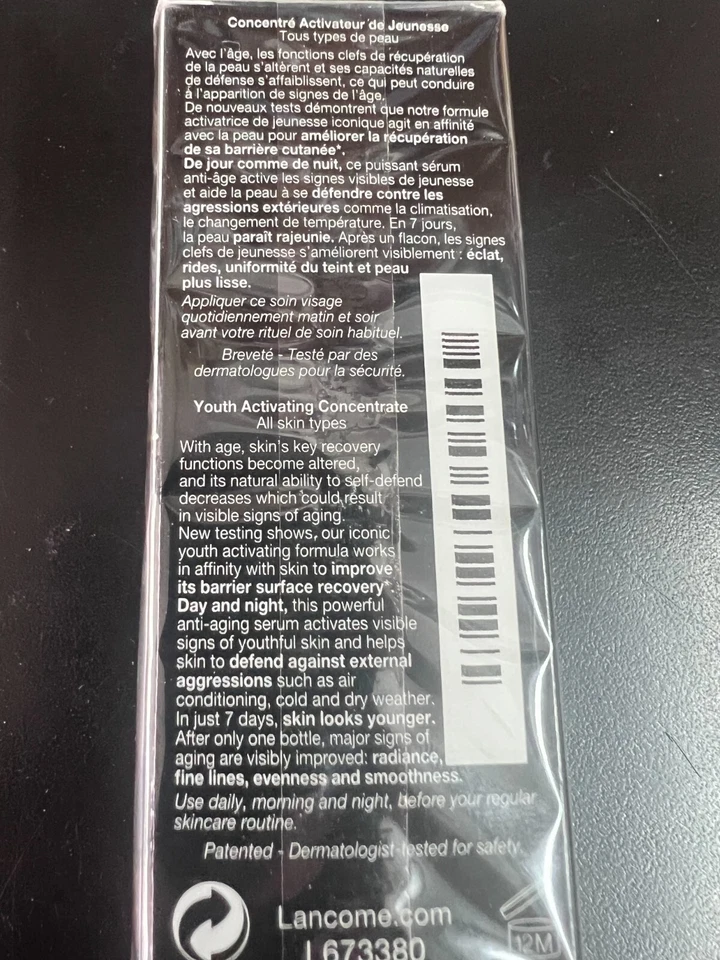 Concentré Activateur de Jeunesse
Tous types de peau
Avec l'âge, les fonctions clefs de récupération
de la peau s'altèrent et ses capacités naturelles
de défense s'affaiblissent, ce qui peut conduire
à l'apparition de signes de l'âge.
De nouveaux tests démontrent que notre formule
activatrice de jeunesse iconique agit en affinité
avec la peau pour améliorer la récupération
de sa barrière cutanée*.
De jour comme de nuit, ce puissant sérum
anti-âge active les signes visibles de jeunesse
et aide la peau à se défendre contre les
agressions extérieures comme la climatisation,
le changement de température. En 7 jours,
la peau paraît rajeunie. Après un flacon, les signes
clefs de jeunesse s'améliorent visiblement : éclat,
rides, uniformité du teint et peau
plus lisse.
Appliquer ce soin visage
quotidiennement matin et soir
avant votre rituel de soin habituel.
Breveté - Testé par des
dermatologues pour la sécurité.
Youth Activating Concentrate
All skin types
With age, skin's key recovery
functions become altered,
and its natural ability to self-defend
decreases which could result
in visible signs of aging.
New testing shows, our iconic
youth activating formula works
in affinity with skin to improve
its barrier surface recovery*.
Day and night, this powerful
anti-aging serum activates visible
signs of youthful skin and helps
skin to defend against external
aggressions such as air
conditioning, cold and dry weather.
In just 7 days, skin looks younger.
After only one bottle, major signs of
aging are visibly improved: radiance,
fine lines, evenness and smoothness.
Use daily, morning and night, before your regular
skincare routine.
Patented - Dermatologist-tested for safety.
Lancome.com
L673380
12M